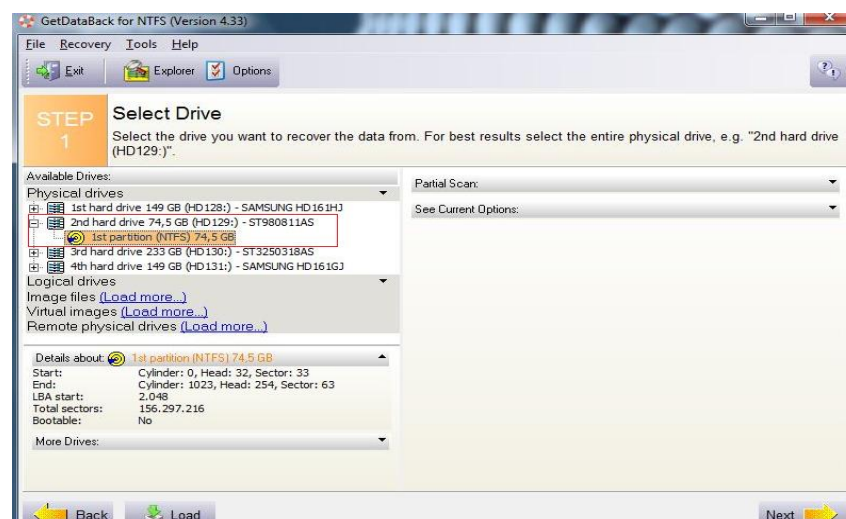 GetDataBack for NTFS (Version 4.33)
File Recovery Tools Help
Exit Explorer Options
STEP 1
Select Drive
Select the drive you want to recover the data from. For best results select the entire physical drive, e.g. "2nd hard drive
(HD129:)".
Available Drives:
Physical drives
1st hard drive 149 GB (HD128:) - SAMSUNG HD161HJ
2nd hard drive 74,5 GB (HD129:) - ST980811AS
1st partition (NTFS) 74,5 GB
3rd hard drive 233 GB (HD130:) - ST3250318AS
4th hard drive 149 GB (HD131:) - SAMSUNG HD161GJ
Logical drives
Image files (Load more...)
Virtual images (Load more...)
Remote physical drives (Load more...)
Details about: 1st partition (NTFS) 74,5 GB
Start: Cylinder: 0, Head: 32, Sector: 33
End: Cylinder: 1023, Head: 254, Sector: 63
LBA start: 2.048
Total sectors: 156.297.216
Bootable: No
More Drives:
Partial Scan:
See Current Options:
Back Load Next